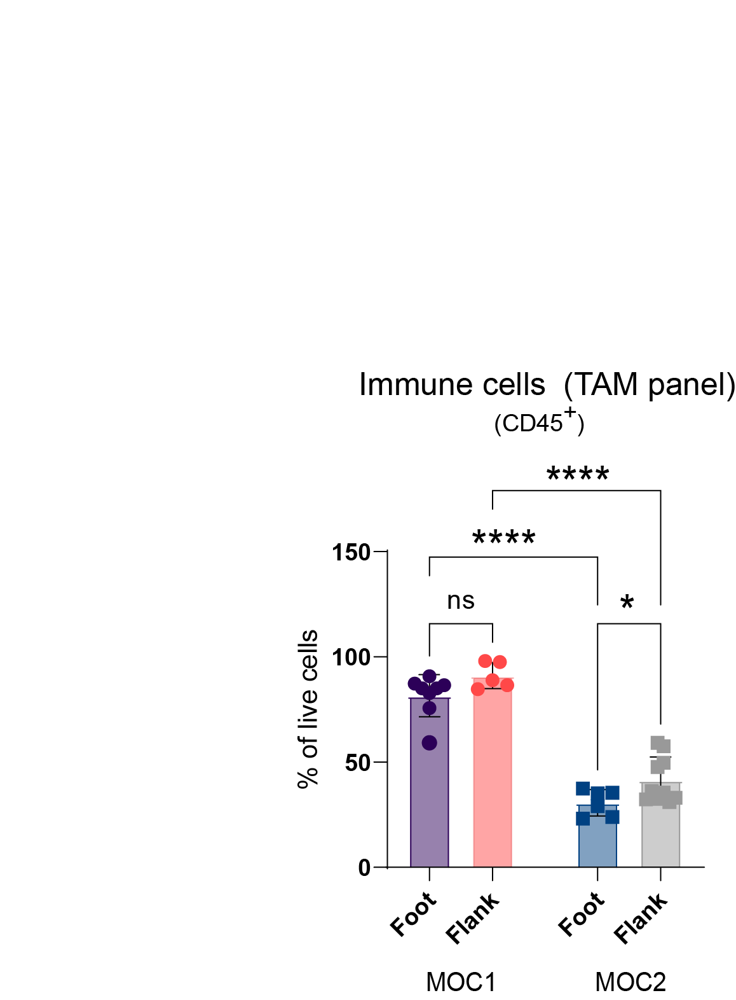 Immune cells (TAM panel)
(CD45+)
****
****
150
ns
*
% of live cells
100
50
0
Foot
Flank
Foot
Flank
MOC1
MOC2